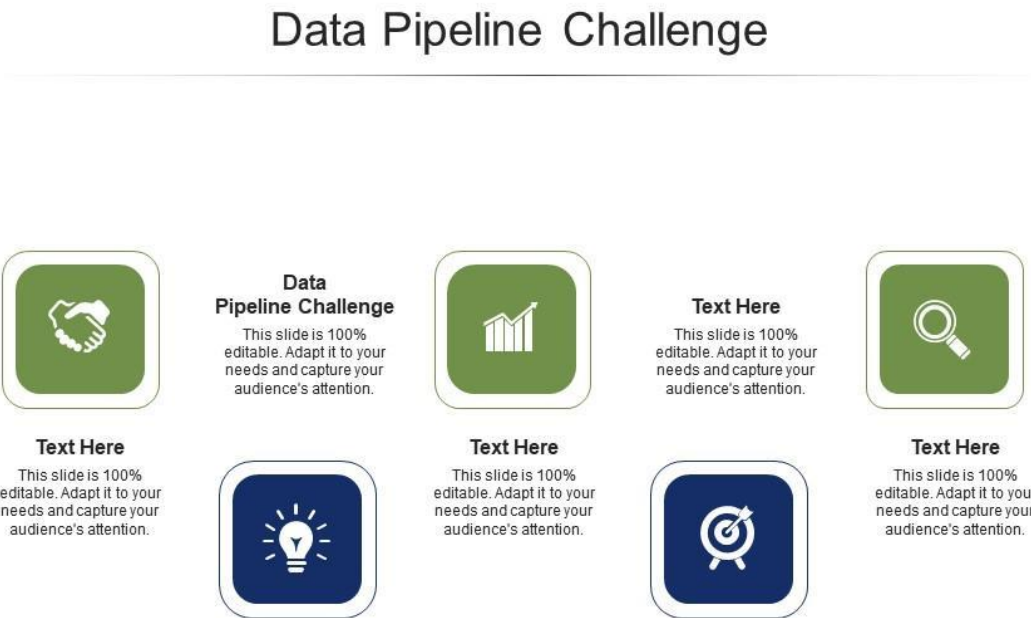 Data Pipeline Challenge
Data
Pipeline Challenge
This slide is 100%
editable. Adapt it to your
needs and capture your
audience's attention.
Text Here
This slide is 100%
editable. Adapt it to your
needs and capture your
audience's attention.
Text Here
This slide is 100%
editable. Adapt it to your
needs and capture your
audience's attention.
Text Here
This slide is 100%
editable. Adapt it to your
needs and capture your
audience's attention.
Text Here
This slide is 100%
editable. Adapt it to your
needs and capture your
audience's attention.